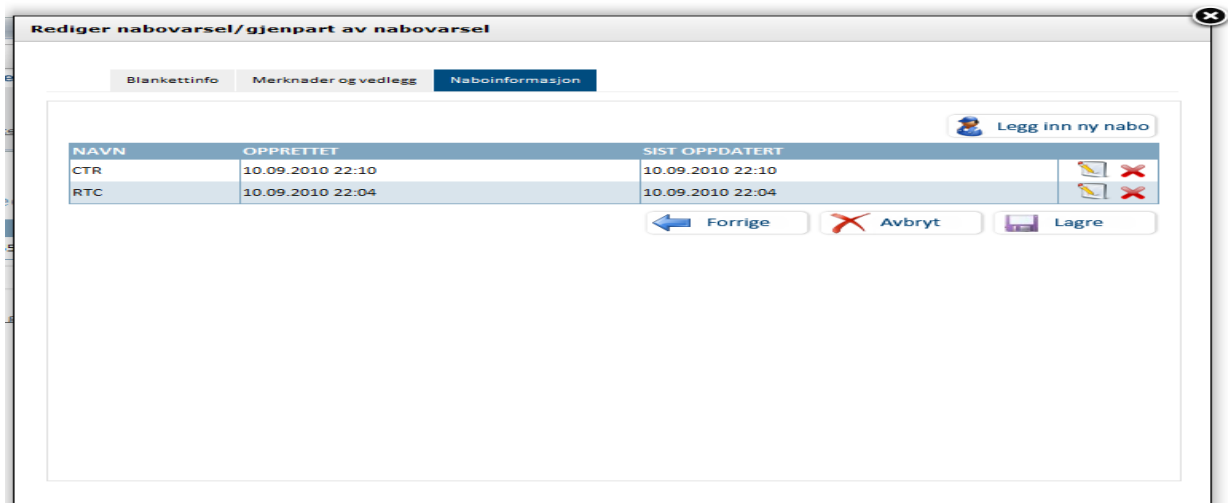 Rediger nabovarsel/gjenpart av nabovarsel
Blankettinfo Merknader og vedlegg Naboinformasjon
Legg inn ny nabo
NAVN OPPRETTET SIST OPPDATERT
CTR 10.09.2010 22:10 10.09.2010 22:10
RTC 10.09.2010 22:04 10.09.2010 22:04
Forrige Avbryt Lagre